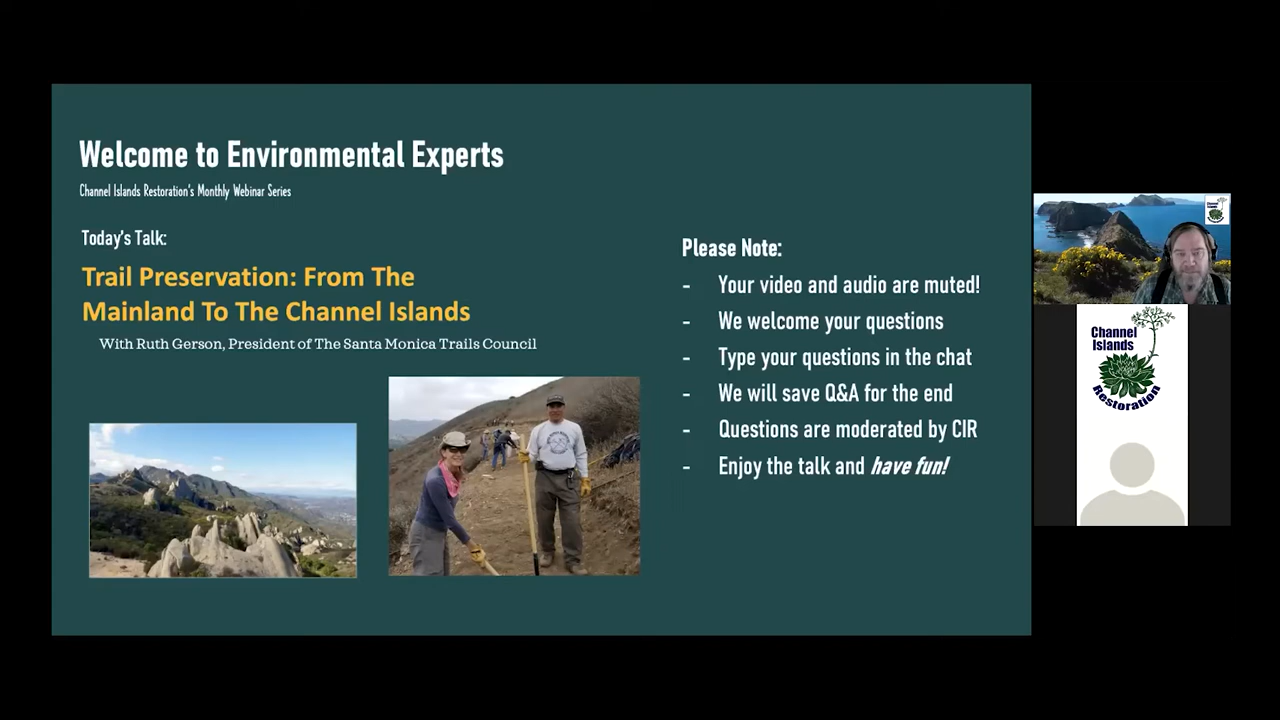 Welcome to Environmental Experts
Channel Islands Restoration's Monthly Webinar Series
Today's Talk:
Trail Preservation: From The
Mainland To The Channel Islands
With Ruth Gerson, President of The Santa Monica Trails Council
Please Note:
- Your video and audio are muted!
- We welcome your questions
- Type your questions in the chat
- We will save Q&A for the end
- Questions are moderated by CIR
- Enjoy the talk and have fun!
Channel
Islands
Channel
Islands
Restoration